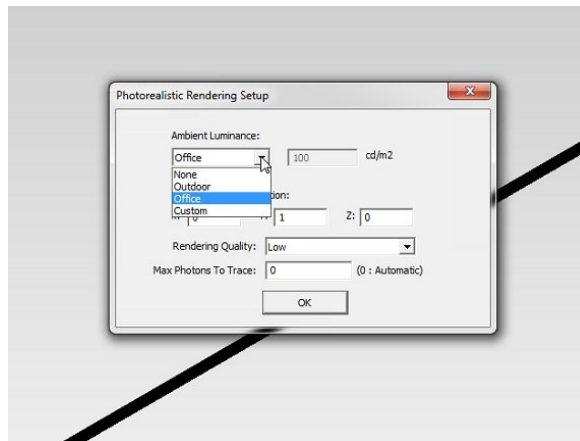 Photorealistic Rendering Setup
Ambient Luminance:
Office 100 cd/m2
None
Outdoor
Office
Custom
1 Z: 0
Rendering Quality: Low
Max Photons To Trace: 0 (0 : Automatic)
OK